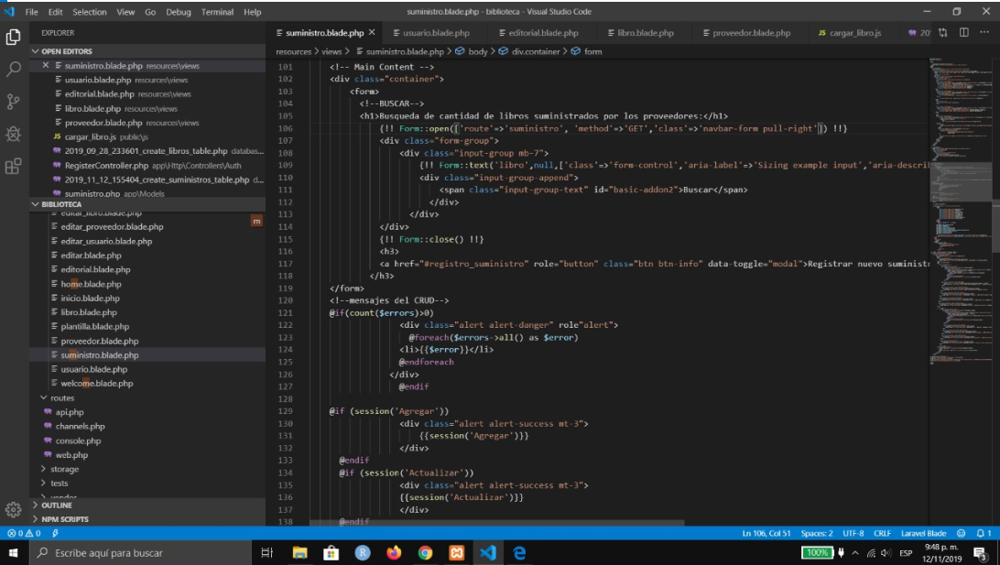 File Edit Selection View Go Debug Terminal Help
suministro.blade.php - biblioteca - Visual Studio Code
EXPLORER
OPEN EDITORS
suministro.blade.php resources\views
usuario.blade.php resources\views
editorial.blade.php resources\views
libro.blade.php resources\views
proveedor.blade.php resources\views
JS cargar_libro.js public\js
2019_09_28_233601_create_libros_table.php databas...
RegisterController.php app\Http\Controllers\Auth
2019_11_12_155404_create_suministros_table.php d...
suministro.php app\Models
BIBLIOTECA
editar_libro.blade.php
editar_proveedor.blade.php
m
editar_usuario.blade.php
editar.blade.php
editorial.blade.php
home.blade.php
inicio.blade.php
libro.blade.php
plantilla.blade.php
proveedor.blade.php
suministro.blade.php
usuario.blade.php
welcome.blade.php
routes
api.php
channels.php
console.php
web.php
storage
tests
vendor
OUTLINE
NPM SCRIPTS
suministro.blade.php
usuario.blade.php
editorial.blade.php
libro.blade.php
proveedor.blade.php
JS cargar_libro.js
20
resources > views > suministro.blade.php > body > div.container > form
101 <!-- Main Content -->
102 <div class="container">
103 <form>
104 <!--BUSCAR-->
105 <h1>Busqueda de cantidad de libros suministrados por los proveedores:</h1>
106 {!! Form::open(['route'=>'suministro', 'method'=>'GET','class'=>'navbar-form pull-right']) !!}
107 <div class="form-group">
108 <div class="input-group mb-7">
109 {!! Form::text('libro',null,['class'=>'form-control','aria-label'=>'Sizing example input','aria-descri
110 <div class="input-group-append">
111 <span class="input-group-text" id="basic-addon2">Buscar</span>
112 </div>
113 </div>
114 </div>
115 {!! Form::close() !!}
116 <h3>
117 <a href="#registro_suministro" role="button" class="btn btn-info" data-toggle="modal">Registrar nuevo suministr
118 </h3>
119 </form>
120 <!--mensajes del CRUD-->
121 @if(count($errors)>0)
122 <div class="alert alert-danger" role"alert">
123 @foreach($errors->all() as $error)
124 <li>{{$error}}</li>
125 @endforeach
126 </div>
127 @endif
128
129 @if (session('Agregar'))
130 <div class="alert alert-success mt-3">
131 {{session('Agregar')}}
132 </div>
133 @endif
134 @if (session('Actualizar'))
135 <div class="alert alert-success mt-3">
136 {{session('Actualizar')}}
137 </div>
138 @endif
0 0
Ln 106, Col 51 Spaces: 2 UTF-8 CRLF Laravel Blade 1
Escribe aquí para buscar
R
100%
ESP
9:48 p. m.
12/11/2019
3